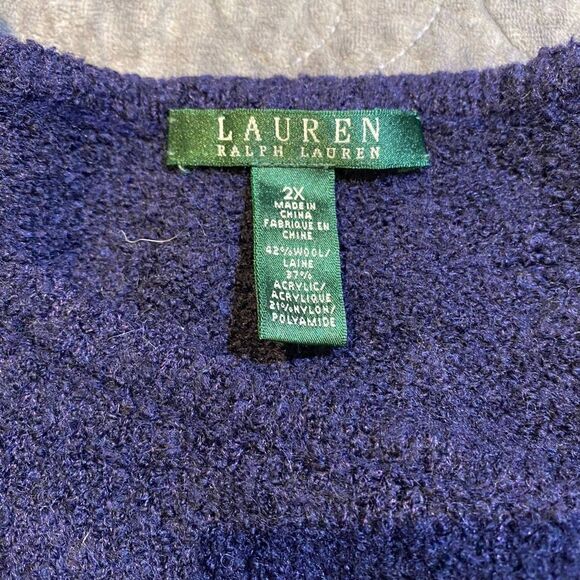 LAUREN
RALPH LAUREN
2X
MADE IN
CHINA
FABRIQUE EN
CHINE
42%WOOL/
LAINE
37%
ACRYLIC/
ACRYLIQUE
21%NYLON/
POLYAMIDE